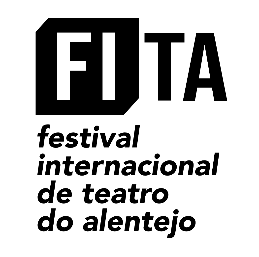 FITA
festival
internacional
de teatro
do alentejo